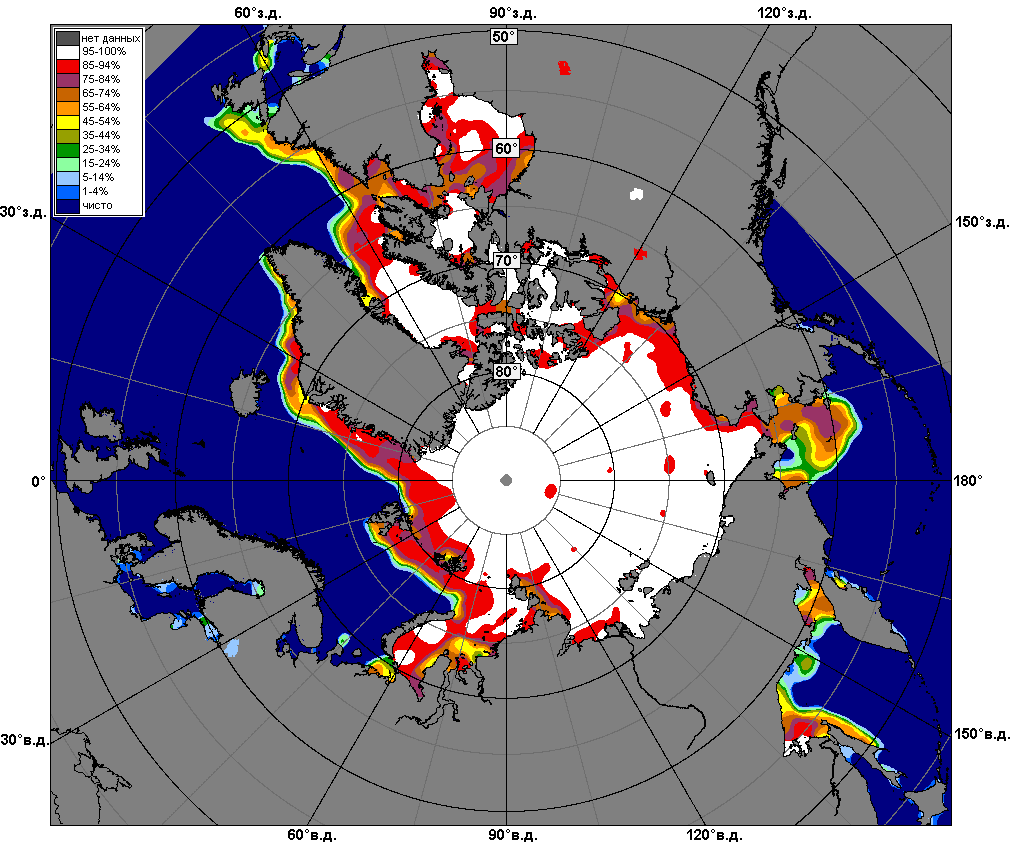 60°з.д.
90°з.д.
120°з.д.
50°
нет данных
95-100%
85-94%
75-84%
65-74%
55-64%
45-54%
35-44%
25-34%
15-24%
5-14%
1-4%
чисто
60°
30°з.д.
150°з.д.
70°
80°
0°
180°
30°в.д.
150°в.д.
60°в.д.
90°в.д.
120°в.д.